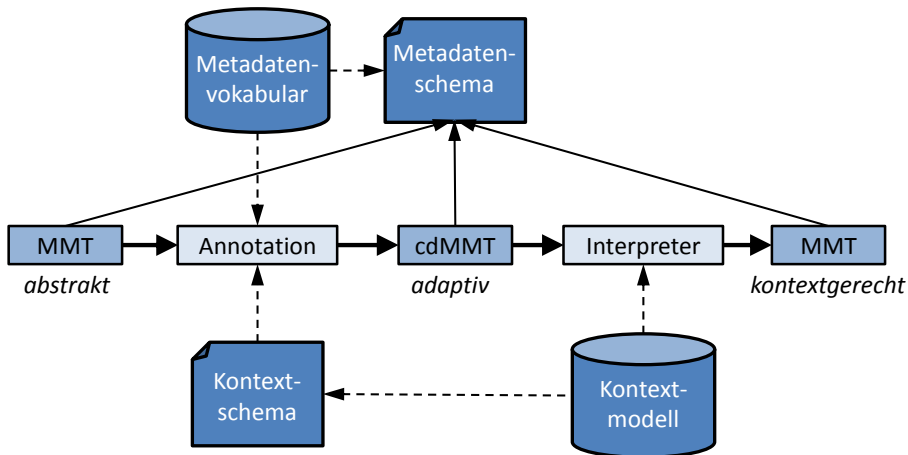 Metadaten-
vokabular
Metadaten-
schema
MMT
Annotation
cdMMT
Interpreter
MMT
abstrakt
adaptiv
kontextgerecht
Kontext-
schema
Kontext-
modell